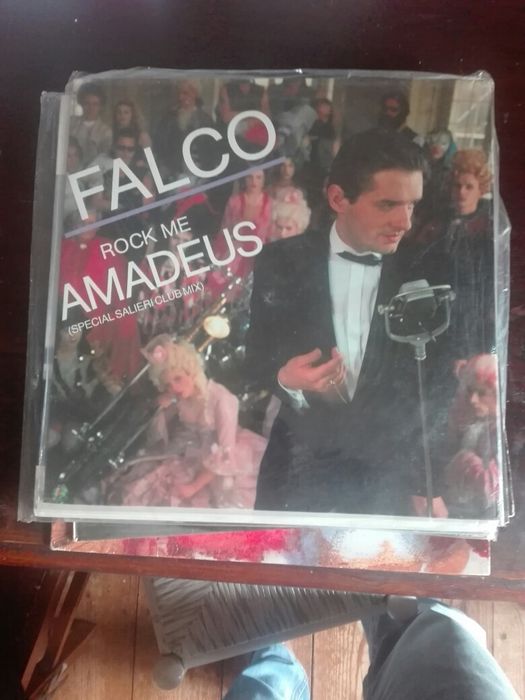 FALCO
ROCK ME
AMADEUS
(SPECIAL SALIERI CLUB MIX)